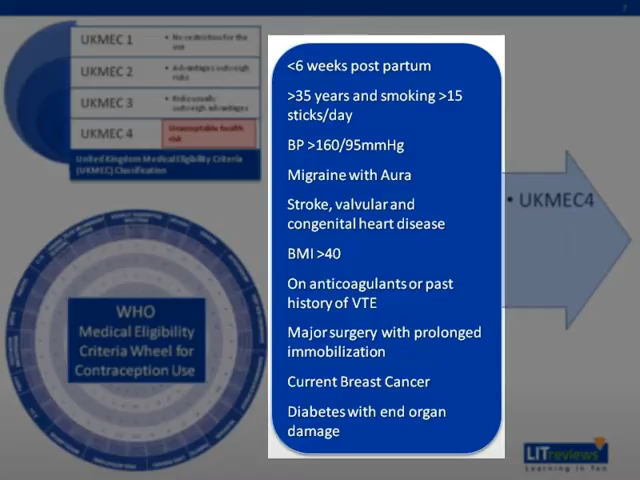 7
UKMEC 1
• No restriction for the
use
UKMEC 2
• Advantages outweigh
risks
UKMEC 3
• Risks usually
outweigh advantages
UKMEC 4
Unacceptable health
risk
United Kingdom Medical Eligibility Criteria
(UKMEC) Classification
WHO
Medical Eligibility
Criteria Wheel for
Contraception Use
<6 weeks post partum
>35 years and smoking >15
sticks/day
BP >160/95mmHg
Migraine with Aura
Stroke, valvular and
congenital heart disease
BMI >40
On anticoagulants or past
history of VTE
Major surgery with prolonged
immobilization
Current Breast Cancer
Diabetes with end organ
damage
• UKMEC4
LITreviews
Learning in Ten